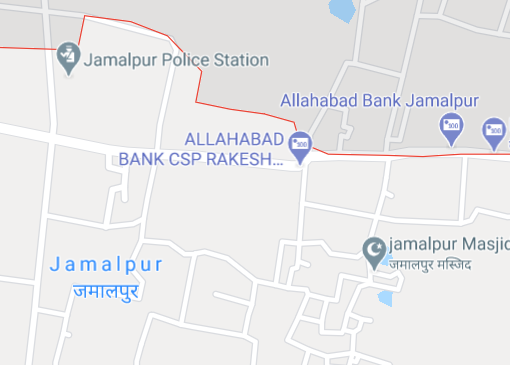 Jamalpur Police Station
Allahabad Bank Jamalpur
ALLAHABAD
BANK CSP RAKESH...
jamalpur Masjid
जमालपुर मस्जिद
Jamalpur
जमालपुर